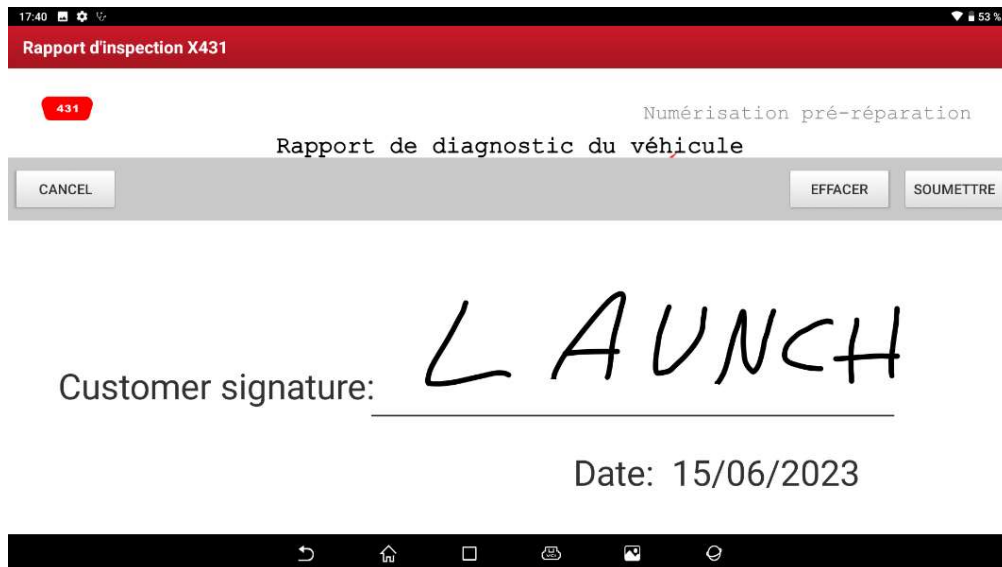 17:40 53 %
Rapport d'inspection X431
431
Numérisation pré-réparation
Rapport de diagnostic du véhicule
CANCEL EFFACER SOUMETTRE
LAUNCH
Customer signature:
Date: 15/06/2023